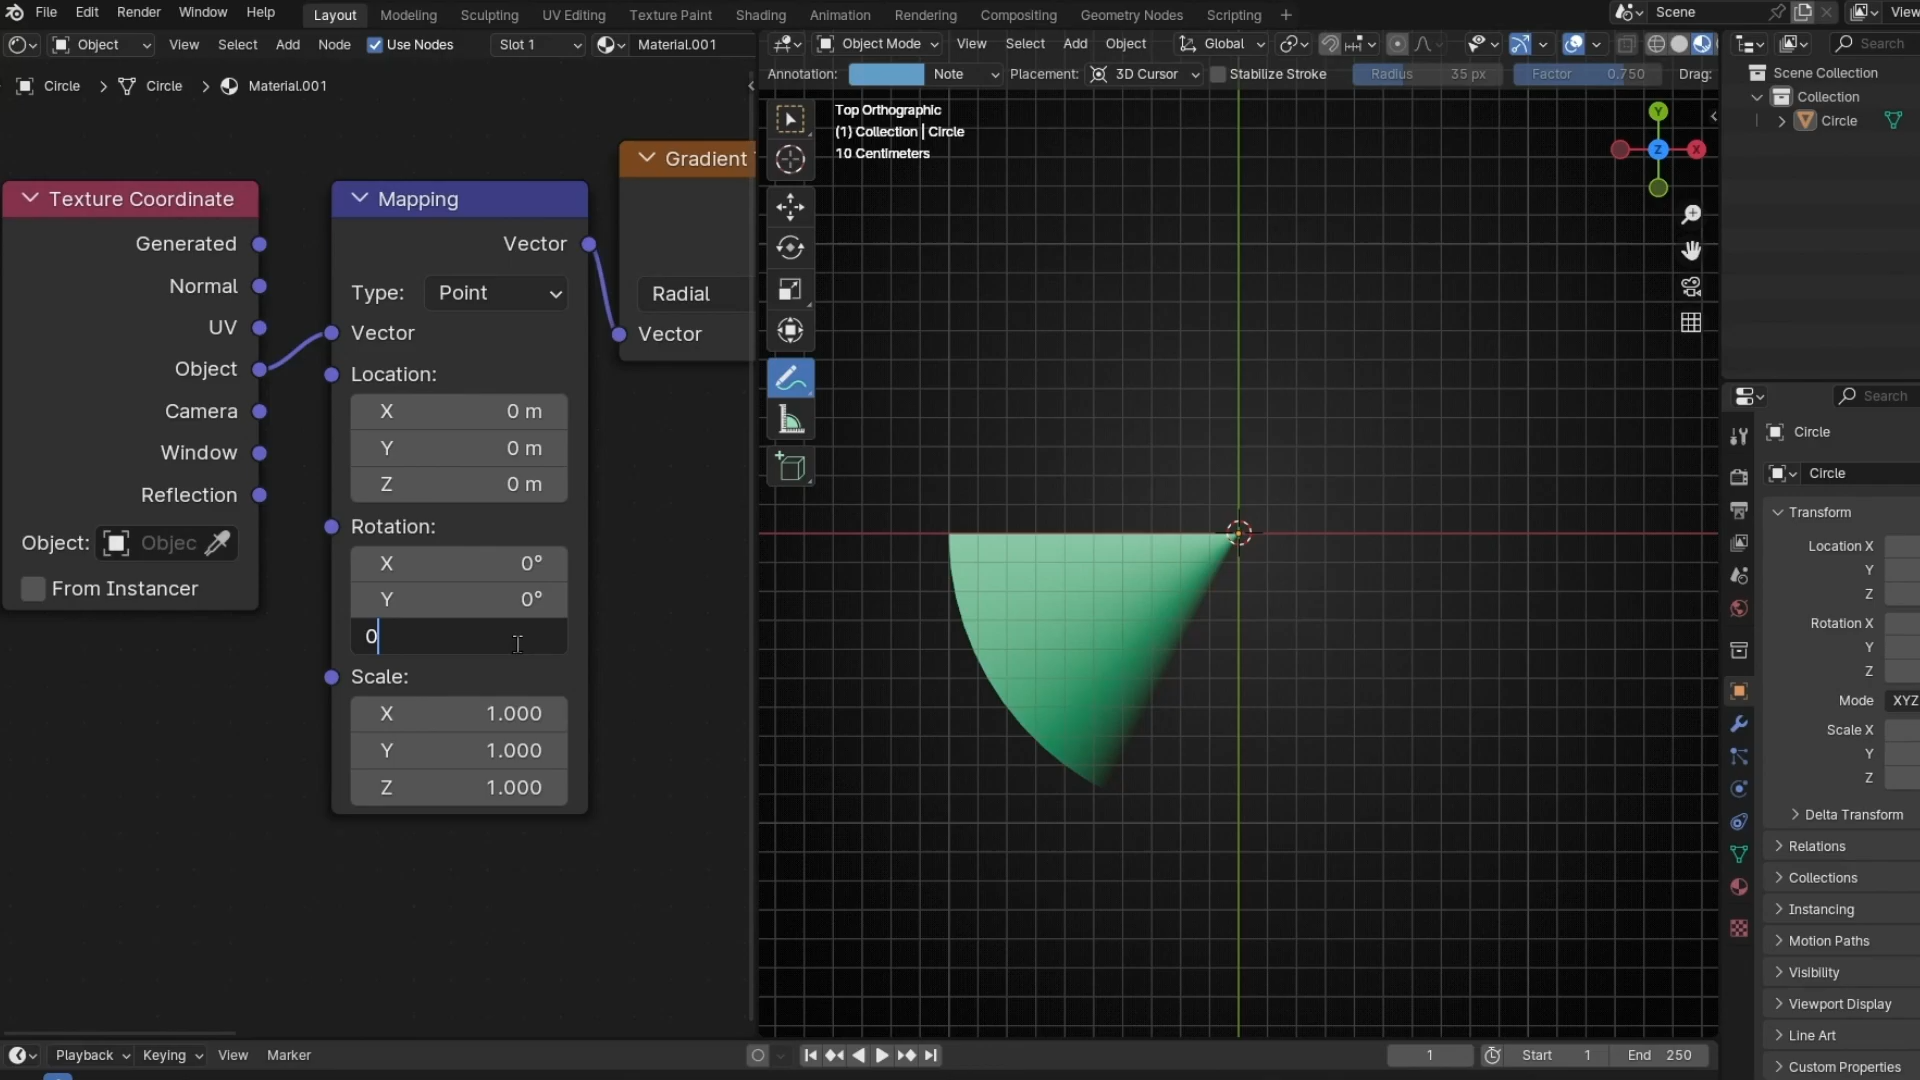 File Edit Render Window Help Layout Modeling Sculpting UV Editing Texture Paint Shading Animation Rendering Compositing Geometry Nodes Scripting + Scene View
Object View Select Add Node Use Nodes Slot 1 Material.001
Object Mode View Select Add Object Global Search
Annotation: Note Placement: 3D Cursor Stabilize Stroke Radius 35 px Factor 0.750 Drag:
Circle > Circle > Material.001
Top Orthographic
(1) Collection | Circle
10 Centimeters
Texture Coordinate
Generated
Normal
UV
Object
Camera
Window
Reflection
Object: Objec
From Instancer
Mapping
Vector
Type: Point
Vector
Location:
X 0 m
Y 0 m
Z 0 m
Rotation:
X 0°
Y 0°
0
Scale:
X 1.000
Y 1.000
Z 1.000
Gradient
Radial
Vector
Y
Z X
Scene Collection
Collection
Circle
Search
Circle
Circle
Transform
Location X
Y
Z
Rotation X
Y
Z
Mode XYZ
Scale X
Y
Z
Delta Transform
Relations
Collections
Instancing
Motion Paths
Visibility
Viewport Display
Line Art
Custom Properties
Playback Keying View Marker 1 Start 1 End 250